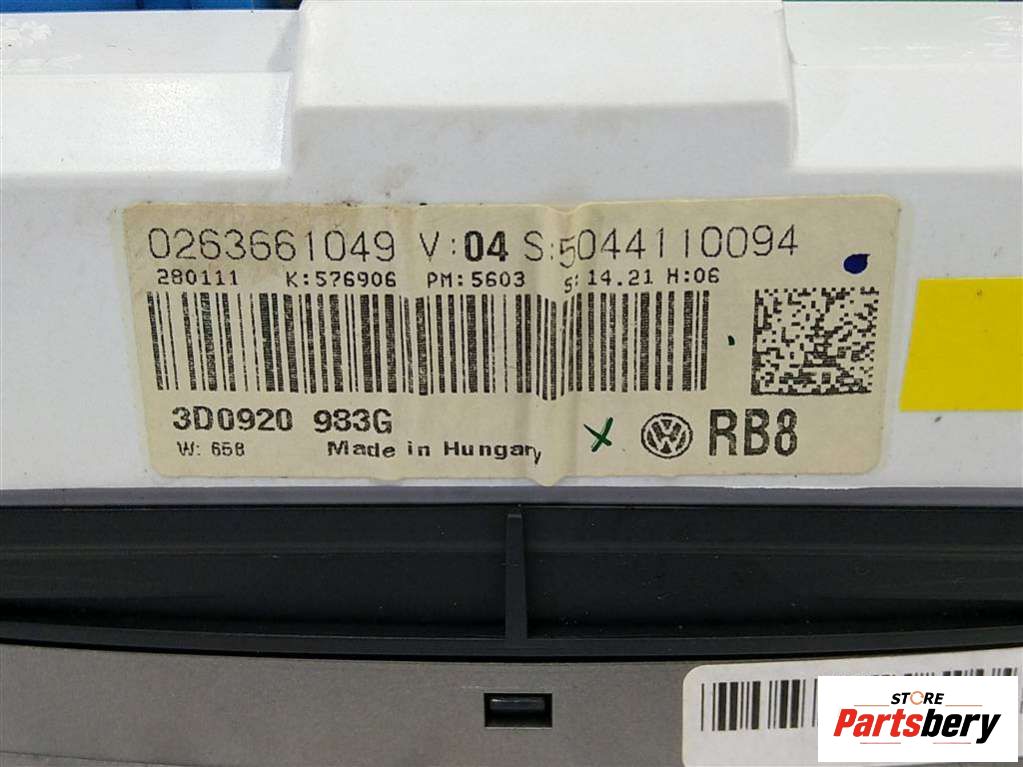 0263661049 V:04 S:5044110094
280111 K:576906 PM:5603 S:14.21 H:06
3D0920 983G
W: 658 Made in Hungary
RB8
STORE
Partsbery